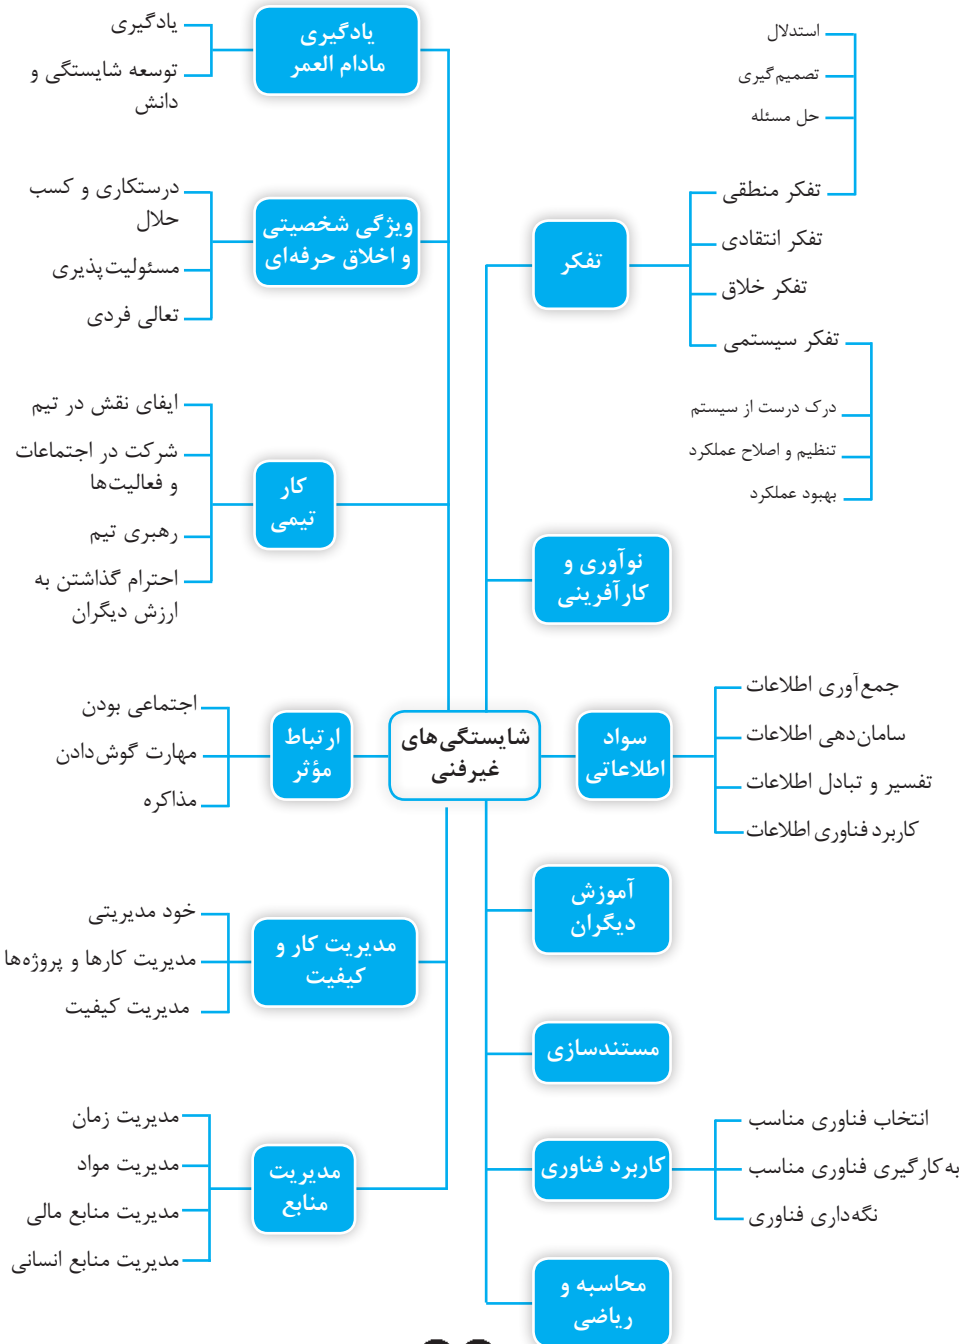 شایستگی‌های
غیرفنی
تفکر
استدلال
تصمیم‌گیری
حل مسئله
تفکر منطقی
تفکر انتقادی
تفکر خلاق
تفکر سیستمی
درک درست از سیستم
تنظیم و اصلاح عملکرد
بهبود عملکرد
نوآوری و
کارآفرینی
سواد
اطلاعاتی
جمع‌آوری اطلاعات
سامان‌دهی اطلاعات
تفسیر و تبادل اطلاعات
کاربرد فناوری اطلاعات
آموزش
دیگران
مستندسازی
کاربرد فناوری
انتخاب فناوری مناسب
به‌کارگیری فناوری مناسب
نگه‌داری فناوری
محاسبه و
ریاضی
یادگیری
مادام العمر
یادگیری
توسعه شایستگی و
دانش
ویژگی شخصیتی
و اخلاق حرفه‌ای
درستکاری و کسب
حلال
مسئولیت‌پذیری
تعالی فردی
کار
تیمی
ایفای نقش در تیم
شرکت در اجتماعات
و فعالیت‌ها
رهبری تیم
احترام گذاشتن به
ارزش دیگران
ارتباط
مؤثر
اجتماعی بودن
مهارت گوش‌دادن
مذاکره
مدیریت کار و
کیفیت
خود مدیریتی
مدیریت کارها و پروژه‌ها
مدیریت کیفیت
مدیریت
منابع
مدیریت زمان
مدیریت مواد
مدیریت منابع مالی
مدیریت منابع انسانی